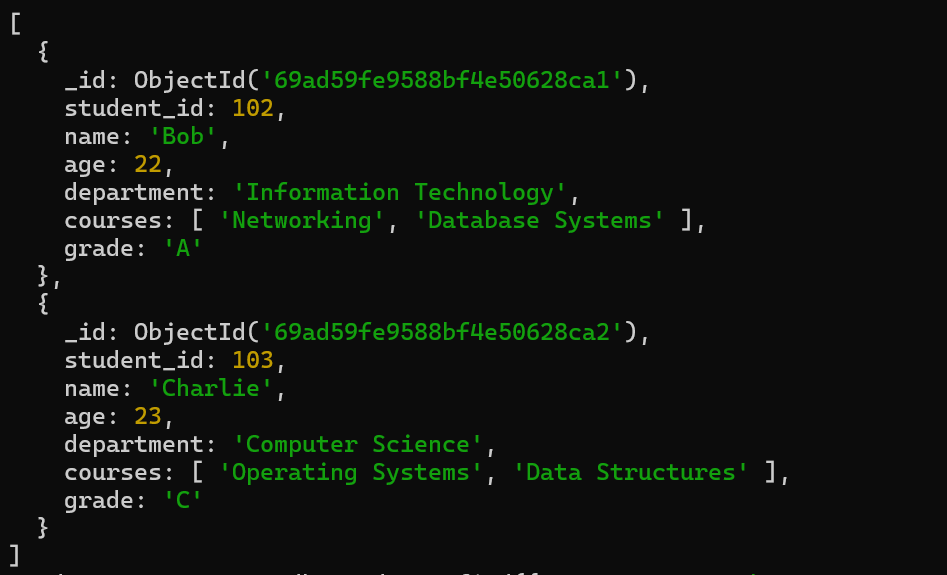 [
  {
    _id: ObjectId('69ad59fe9588bf4e50628ca1'),
    student_id: 102,
    name: 'Bob',
    age: 22,
    department: 'Information Technology',
    courses: [ 'Networking', 'Database Systems' ],
    grade: 'A'
  },
  {
    _id: ObjectId('69ad59fe9588bf4e50628ca2'),
    student_id: 103,
    name: 'Charlie',
    age: 23,
    department: 'Computer Science',
    courses: [ 'Operating Systems', 'Data Structures' ],
    grade: 'C'
  }
]